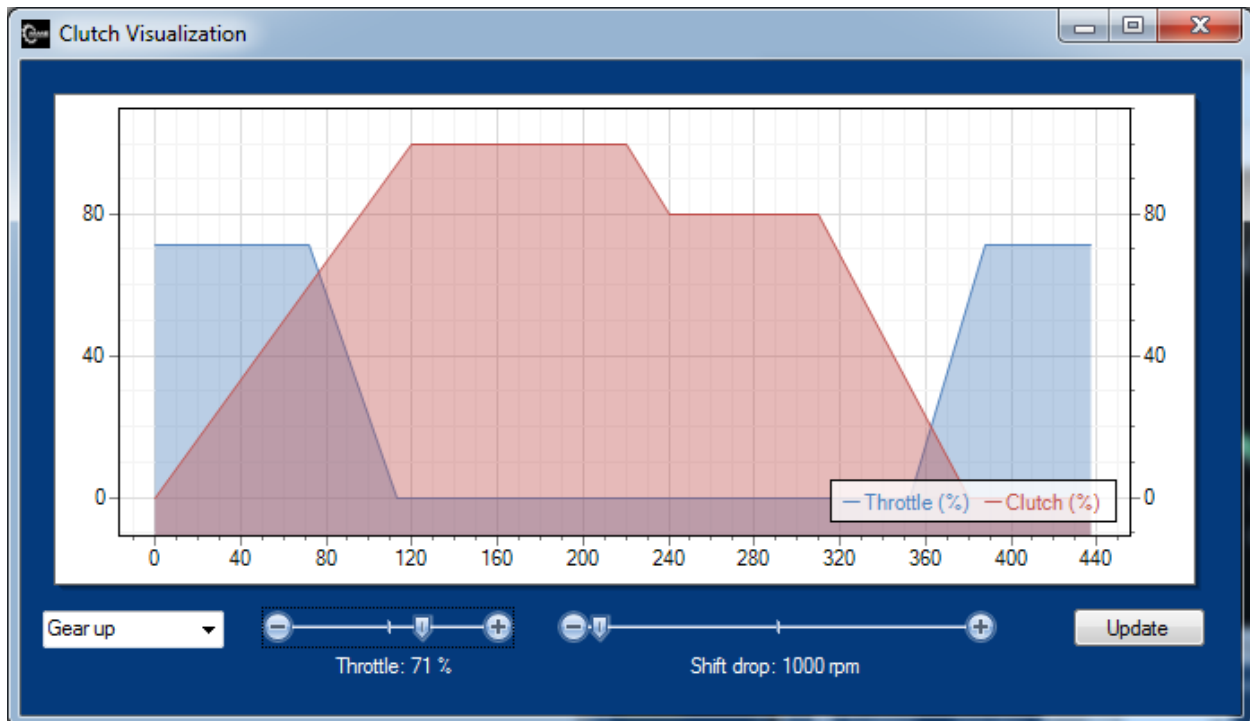 Clutch Visualization
80
80
40
40
0
0
Throttle (%) Clutch (%)
0 40 80 120 160 200 240 280 320 360 400 440
Gear up
Throttle: 71 %
Shift drop: 1000 rpm
Update